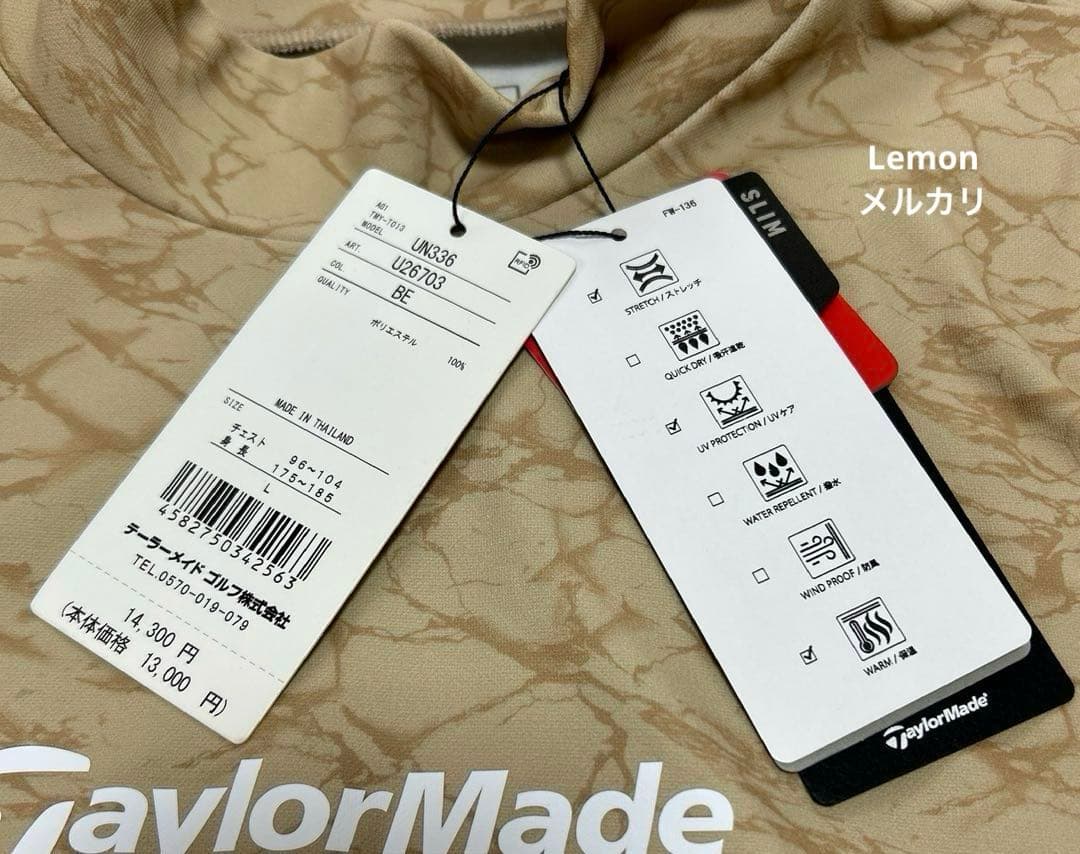 Lemon
メルカリ
AG1
TMY-T013
MODEL UN336
ART. U26703
COL. BE
QUALITY
ポリエステル 100%
MADE IN THAILAND
SIZE
チェスト 96~104
身長 175~185
L
4582750342563
テーラーメイド ゴルフ株式会社
TEL.0570-019-079
14,300 円
(本体価格 13,000 円)
RFID
FW-136
STRETCH / ストレッチ
QUICK DRY / 吸汗速乾
UV PROTECTION / UVケア
WATER REPELLENT / 撥水
WIND PROOF / 防風
WARM / 保温
SLIM
TaylorMade
TaylorMade